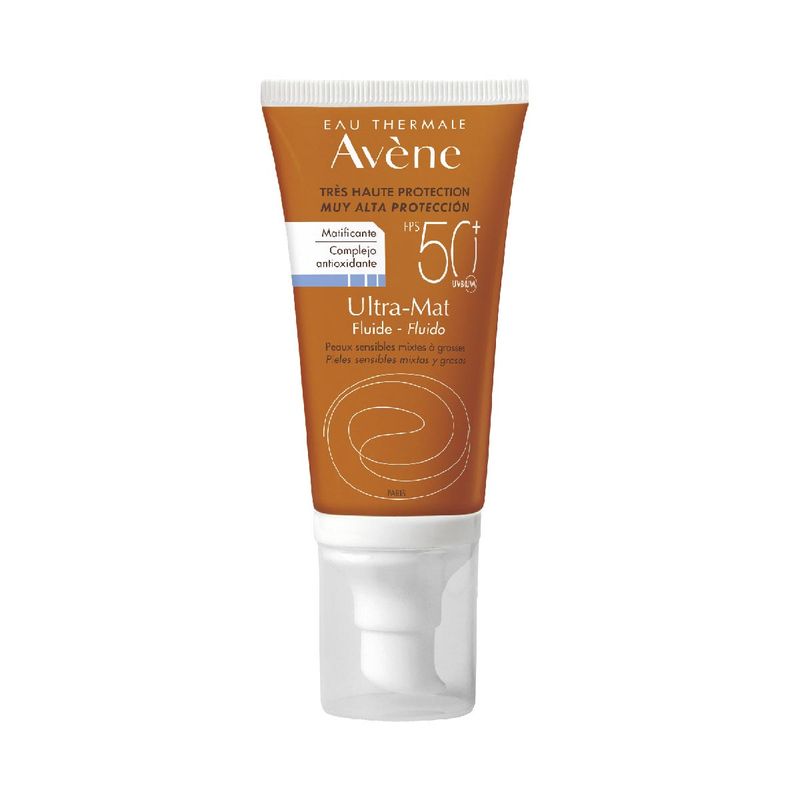 EAU THERMALE
Avène
TRÈS HAUTE PROTECTION
MUY ALTA PROTECCIÓN
Matificante
Complejo
antioxidante
FPS 50+
UVB·UVA
Ultra-Mat
Fluide - Fluido
Peaux sensibles mixtes à grasses
Pieles sensibles mixtas y grasas
PARIS